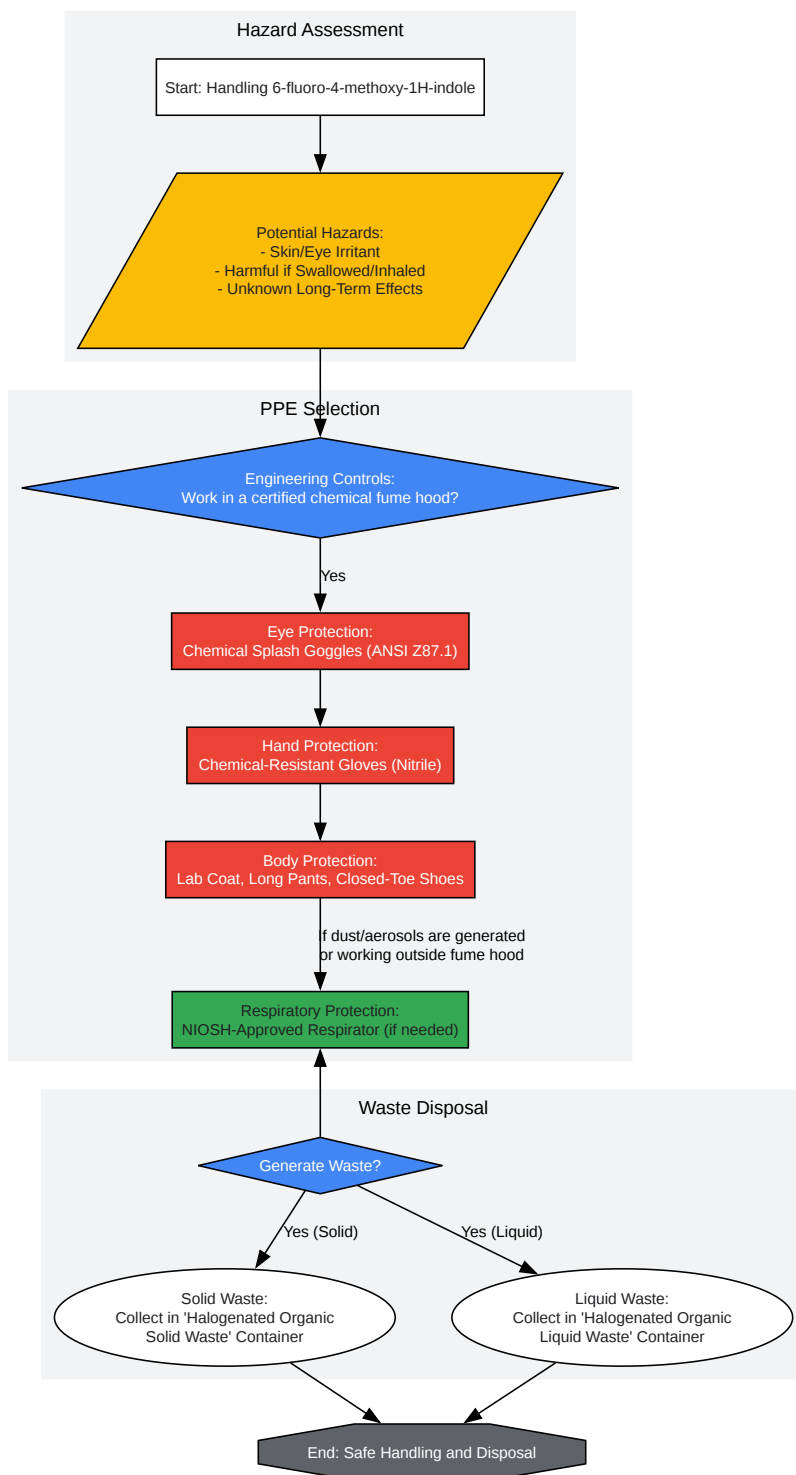 Hazard Assessment
Start: Handling 6-fluoro-4-methoxy-1H-indole
Potential Hazards:
- Skin/Eye Irritant
- Harmful if Swallowed/Inhaled
- Unknown Long-Term Effects
PPE Selection
Engineering Controls:
Work in a certified chemical fume hood?
Yes
Eye Protection:
Chemical Splash Goggles (ANSI Z87.1)
Hand Protection:
Chemical-Resistant Gloves (Nitrile)
Body Protection:
Lab Coat, Long Pants, Closed-Toe Shoes
If dust/aerosols are generated
or working outside fume hood
Respiratory Protection:
NIOSH-Approved Respirator (if needed)
Waste Disposal
Generate Waste?
Yes (Solid)
Yes (Liquid)
Solid Waste:
Collect in 'Halogenated Organic
Solid Waste' Container
Liquid Waste:
Collect in 'Halogenated Organic
Liquid Waste' Container
End: Safe Handling and Disposal